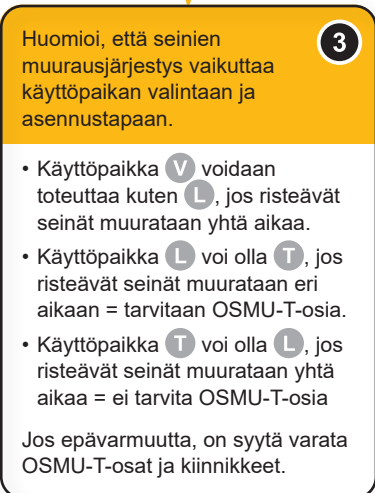 3
Huomioi, että seinien
muurausjärjestys vaikuttaa
käyttöpaikan valintaan ja
asennustapaan.
• Käyttöpaikka V voidaan
toteuttaa kuten L, jos risteävät
seinät muurataan yhtä aikaa.
• Käyttöpaikka L voi olla T, jos
risteävät seinät muurataan eri
aikaan = tarvitaan OSMU-T-osia.
• Käyttöpaikka T voi olla L, jos
risteävät seinät muurataan yhtä
aikaa = ei tarvita OSMU-T-osia
Jos epävarmuutta, on syytä varata
OSMU-T-osat ja kiinnikkeet.